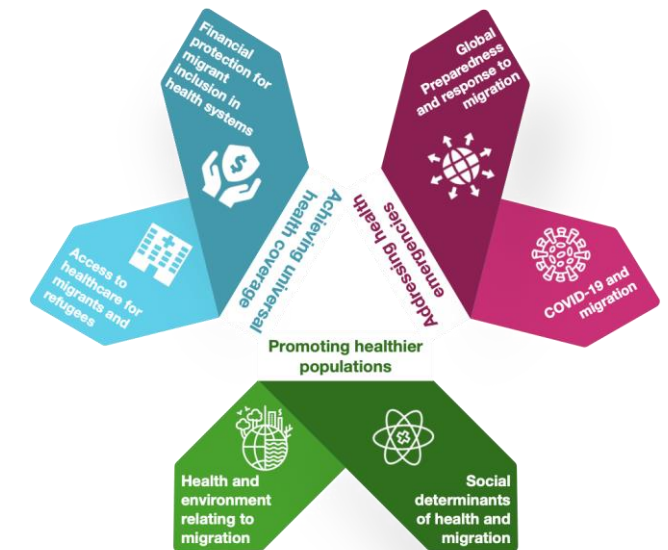 Financial
protection for
migrant
inclusion in
health systems
$
Access to
healthcare for
migrants and
refugees
Achieving universal
health coverage
Global
Preparedness
and response to
migration
COVID-19 and
migration
Addressing health
emergencies
Promoting healthier
populations
Health and
environment
relating to
migration
Social
determinants
of health and
migration